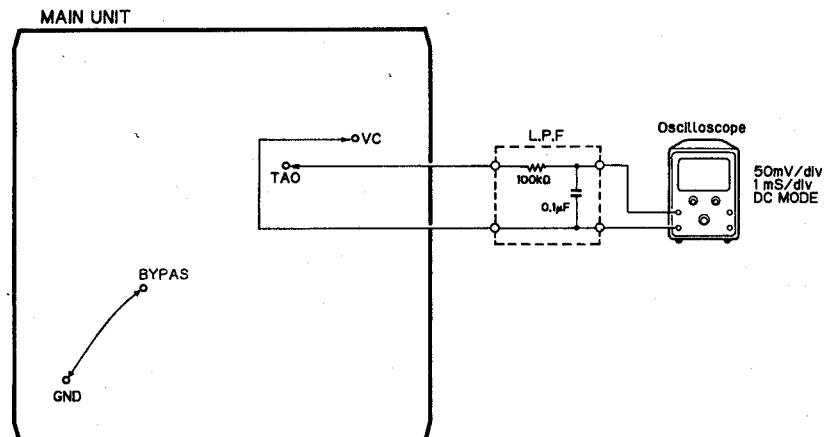 MAIN UNIT
VC
TAO
L.P.F
100kΩ
0.1µF
Oscilloscope
50mV/div
1 mS/div
DC MODE
BYPAS
GND